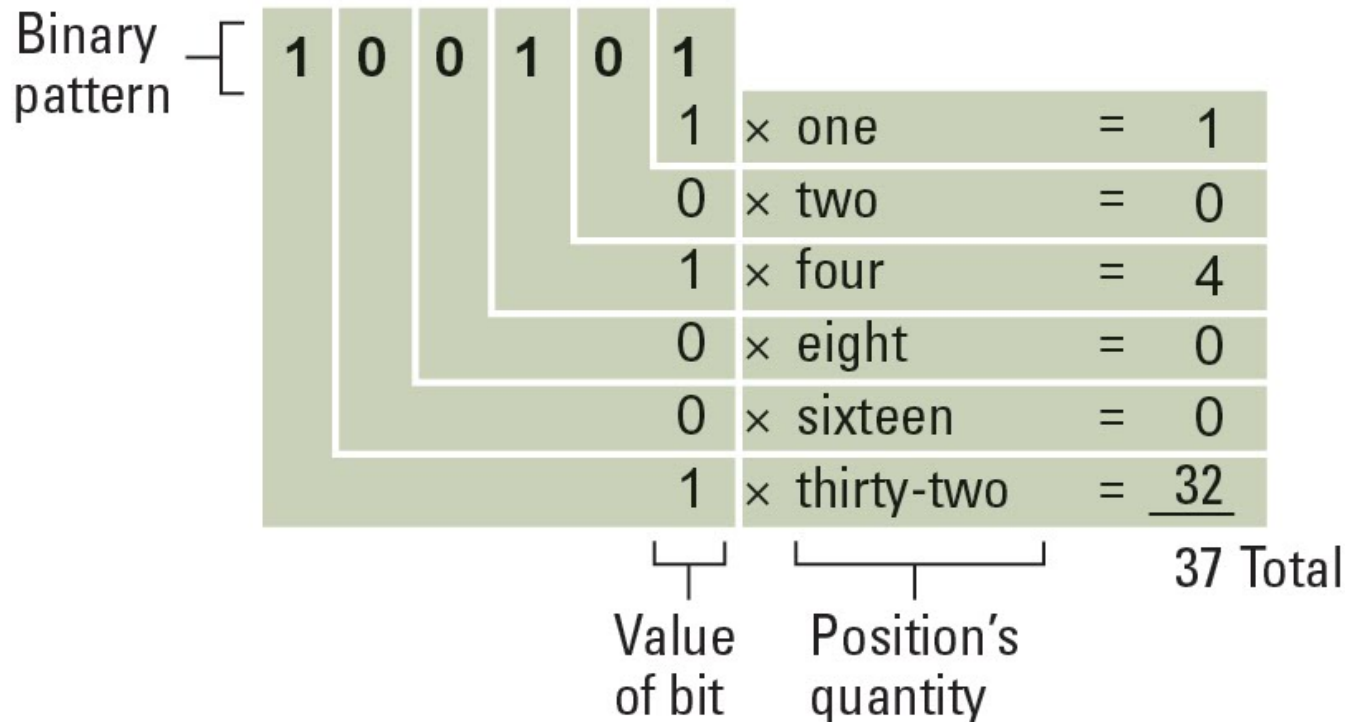 Binary
pattern
1 0 0 1 0 1
1 × one = 1
0 × two = 0
1 × four = 4
0 × eight = 0
0 × sixteen = 0
1 × thirty-two = 32
37 Total
Value
of bit
Position's
quantity